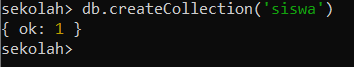 sekolah> db.createCollection('siswa')
{ ok: 1 }
sekolah>